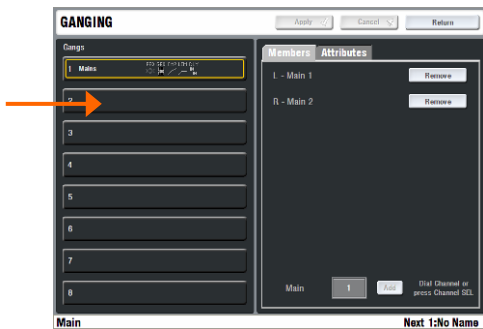 GANGING
Apply
Cancel
Return
Gangs
1 Mains
2
3
4
5
6
7
8
Members Attributes
L - Main 1 Remove
R - Main 2 Remove
Main 1 Add Dial Channel or
press Channel SEL
Main
Next 1:No Name